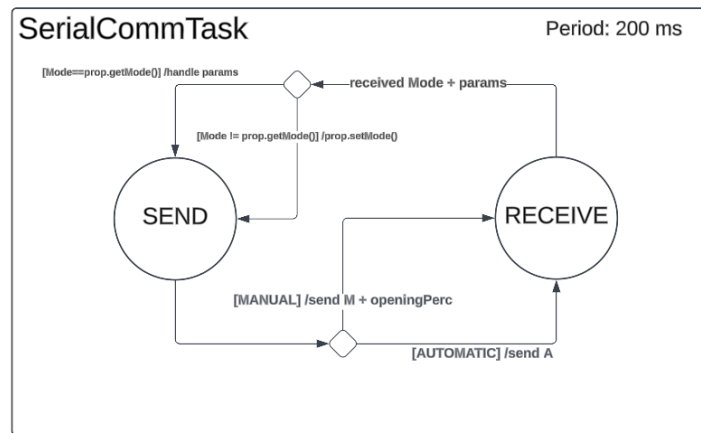 SerialCommTask
Period: 200 ms
[Mode==prop.getMode()] /handle params
received Mode + params
[Mode != prop.getMode()] /prop.setMode()
SEND
RECEIVE
[MANUAL] /send M + openingPerc
[AUTOMATIC] /send A